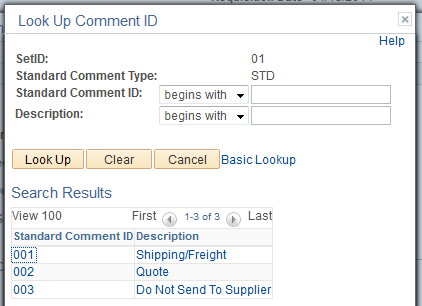 Look Up Comment ID
Help
SetID: 01
Standard Comment Type: STD
Standard Comment ID: begins with
Description: begins with
Look Up Clear Cancel Basic Lookup
Search Results
View 100 First 1-3 of 3 Last
Standard Comment ID Description
001 Shipping/Freight
002 Quote
003 Do Not Send To Supplier